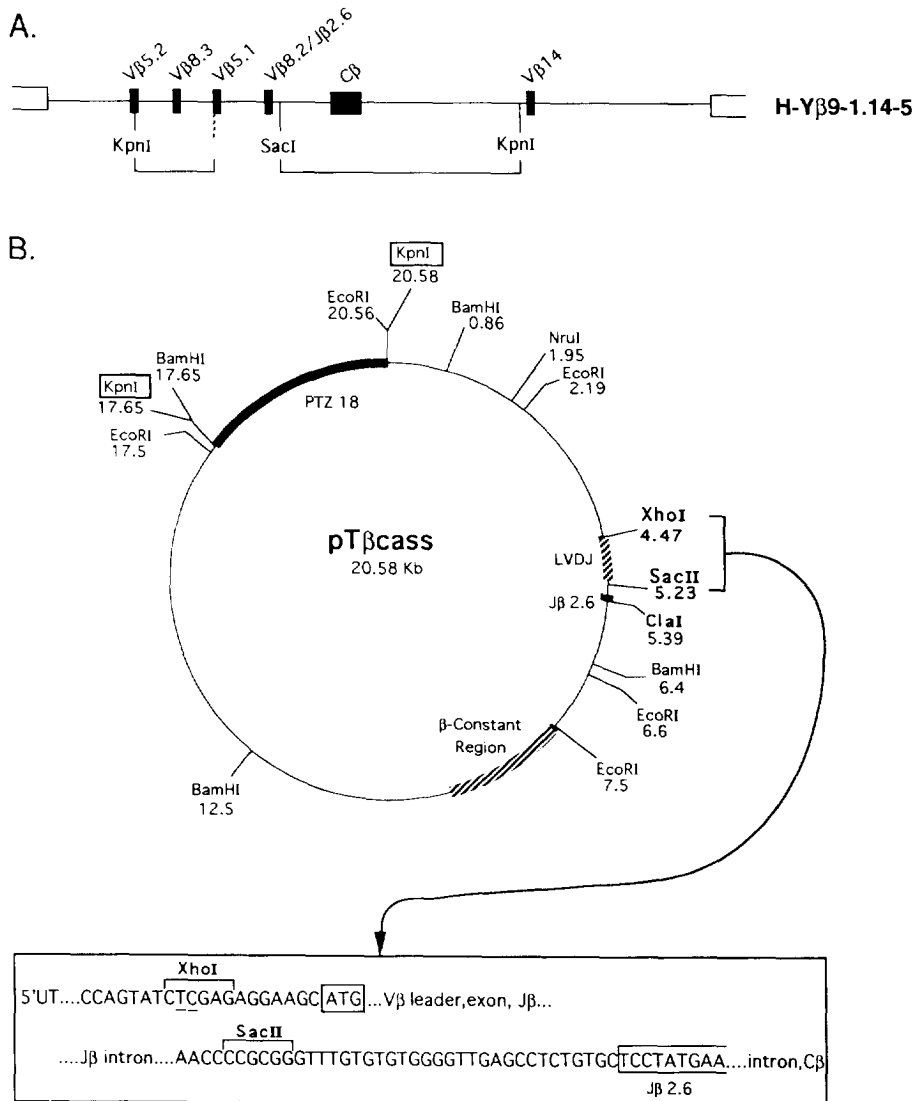 A.
Vβ5.2 Vβ8.3 Vβ5.1 Vβ8.2/Jβ2.6 Cβ Vβ14
H-Yβ9-1.14-5
KpnI SacI KpnI
B.
KpnI
20.58
EcoRI
20.56
BamHI
0.86
NruI
1.95
EcoRI
2.19
BamHI
17.65
KpnI
17.65
EcoRI
17.5
PTZ 18
pTβcass
20.58 Kb
XhoI
4.47
LVDJ
SacII
5.23
Jβ 2.6
ClaI
5.39
BamHI
6.4
EcoRI
6.6
β-Constant
Region
EcoRI
7.5
BamHI
12.5
XhoI
5'UT....CCAGTATCTCGAGAGGAAGC ATG ...Vβ leader,exon, Jβ...
SacII
....Jβ intron....AACCCCGCGGGTTTGTGTGTGGGGTTGAGCCTCTGTGCTCCTATGAA....intron,Cβ
Jβ 2.6